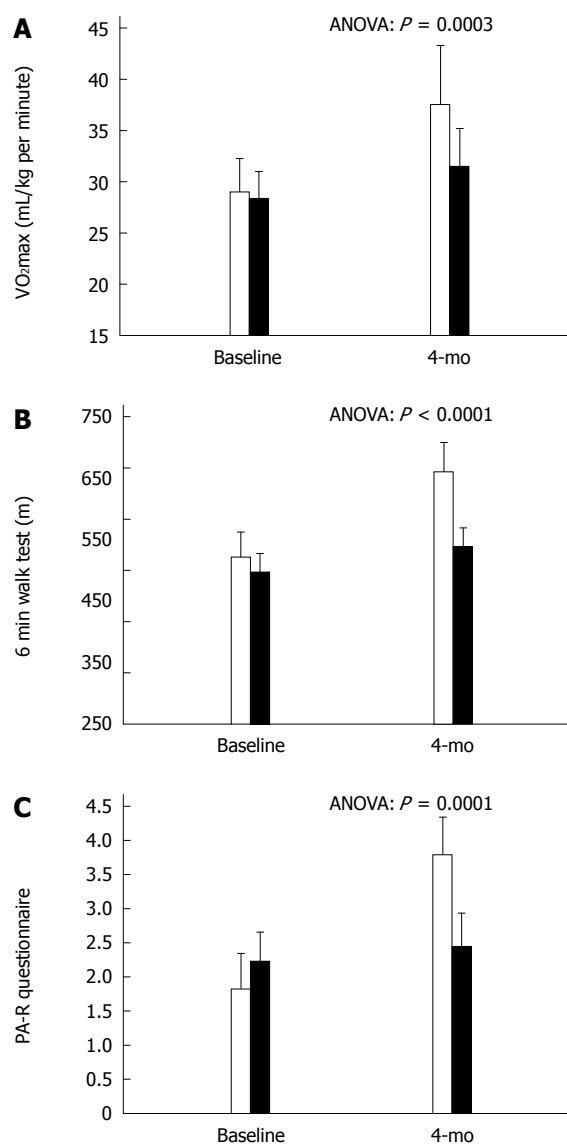 A
ANOVA: P = 0.0003
VO₂max (mL/kg per minute)
45
40
35
30
25
20
15
Baseline 4-mo
B
ANOVA: P < 0.0001
6 min walk test (m)
750
650
550
450
350
250
Baseline 4-mo
C
ANOVA: P = 0.0001
PA-R questionnaire
4.5
4.0
3.5
3.0
2.5
2.0
1.5
1.0
0.5
0
Baseline 4-mo